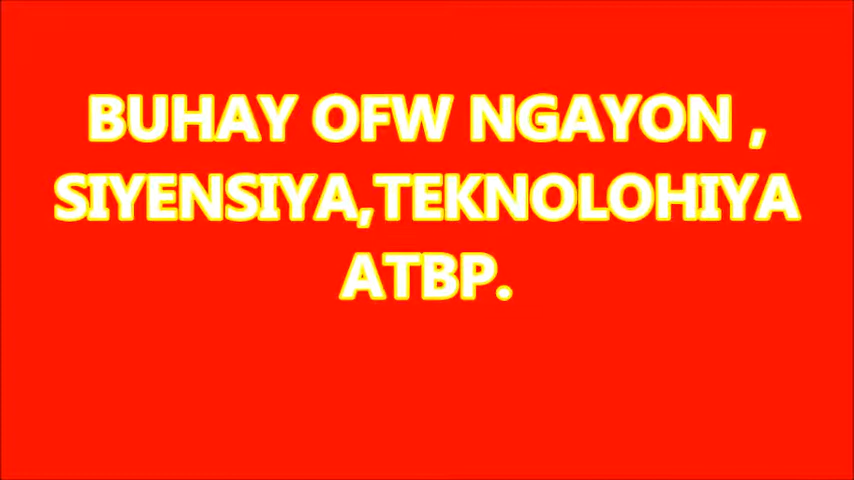 BUHAY OFW NGAYON ,
SIYENSIYA,TEKNOLOHIYA
ATBP.